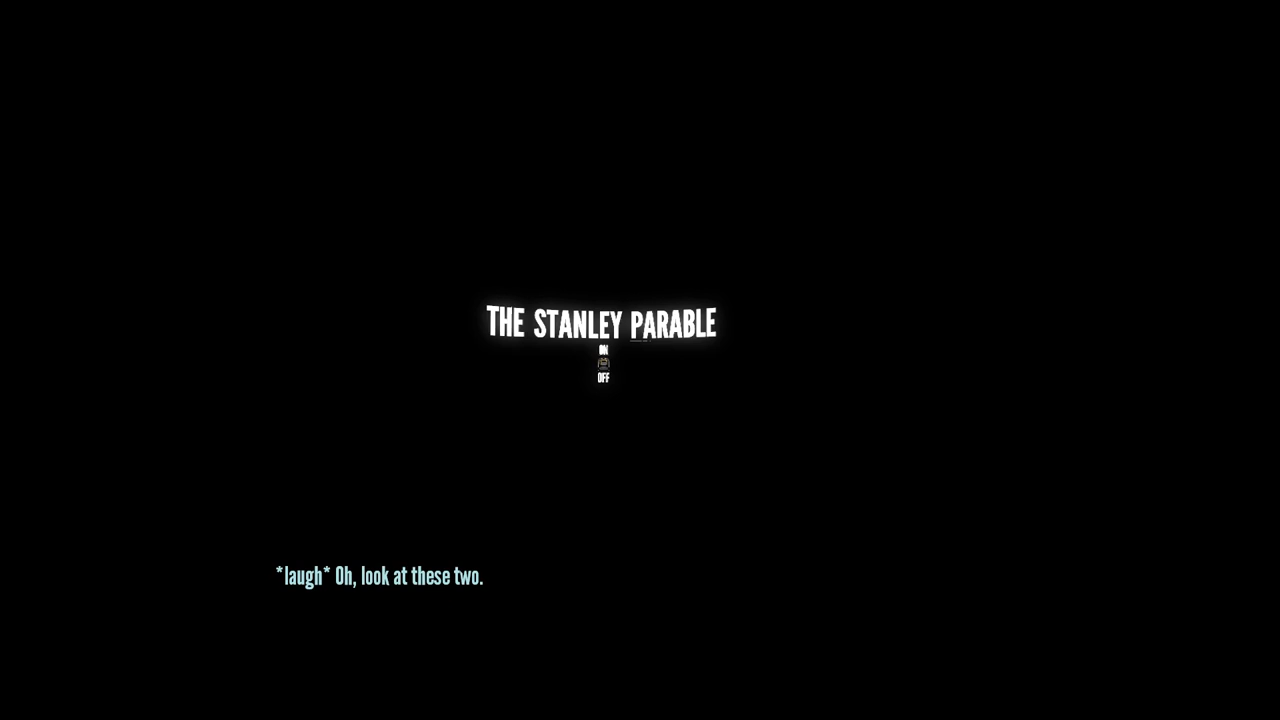 THE STANLEY PARABLE
ON
OFF
*laugh* Oh, look at these two.